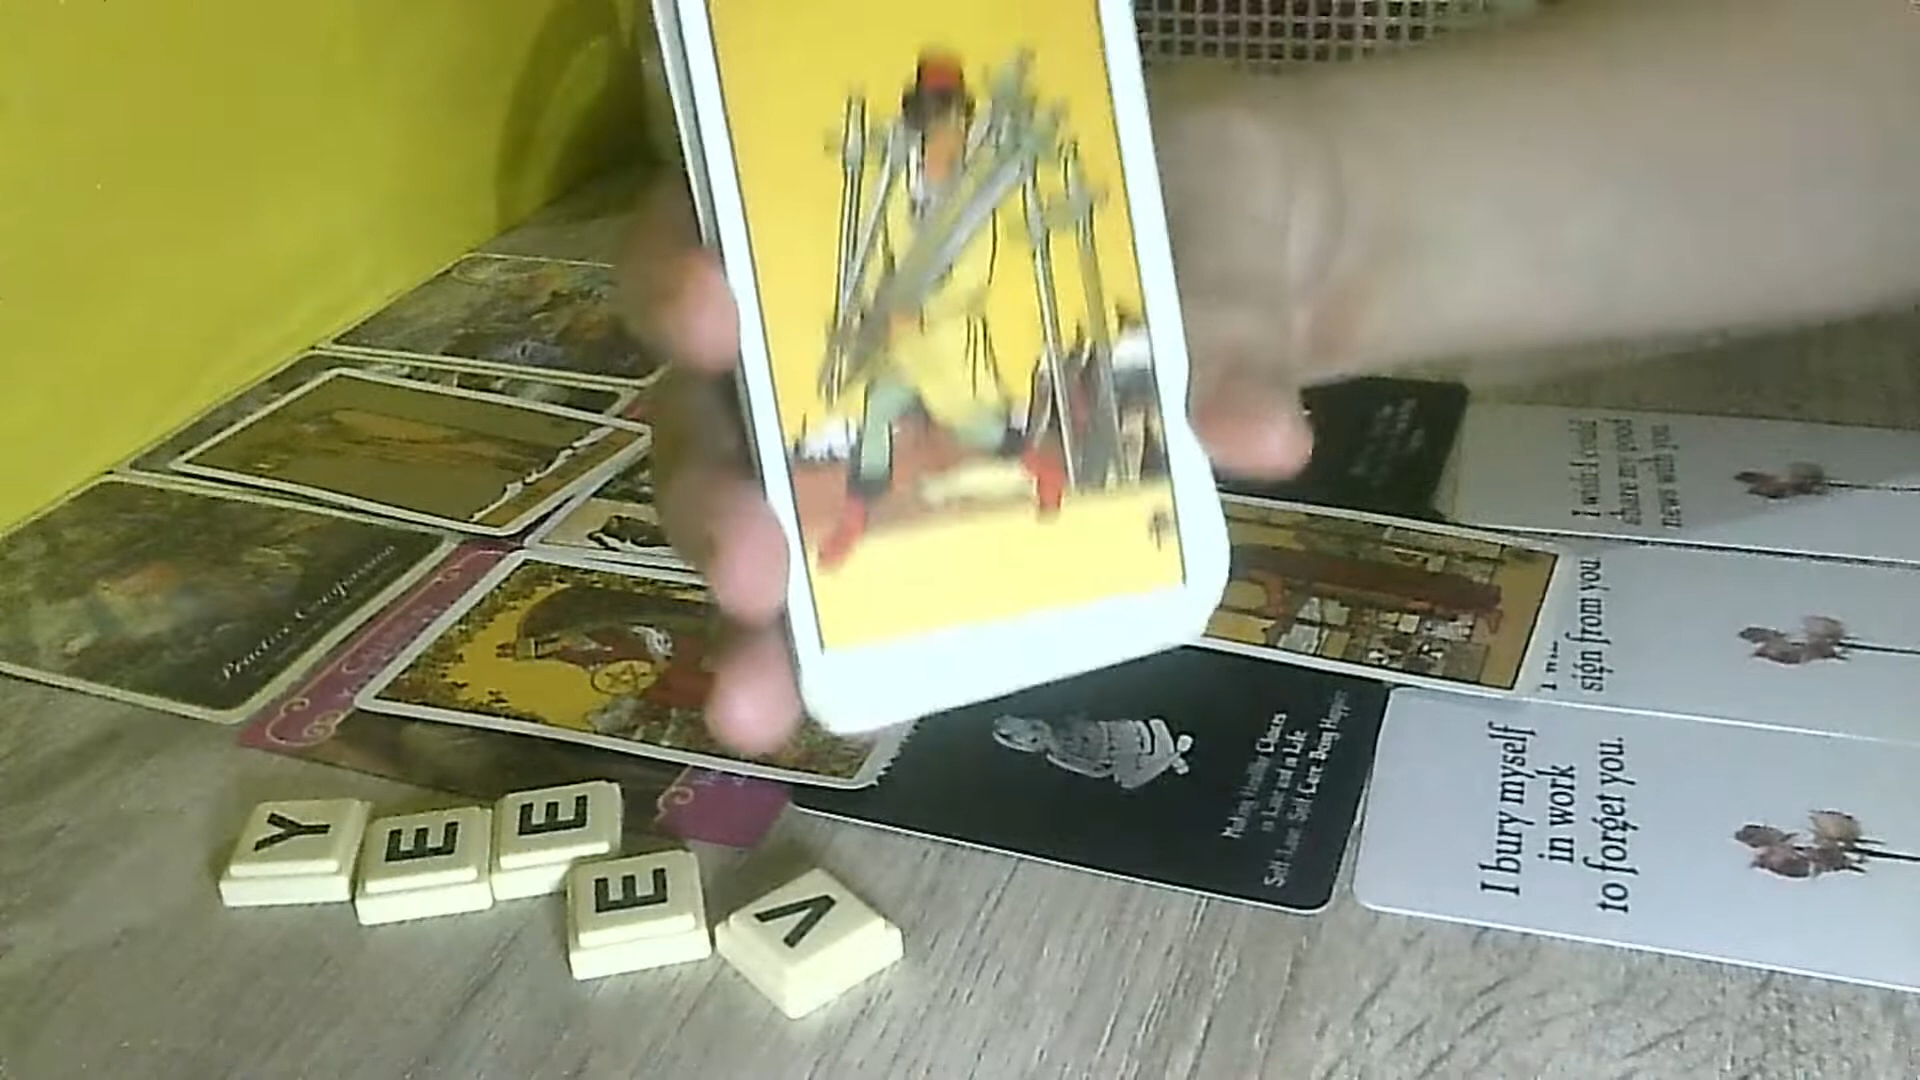 Practice Compassion
I wish I could
share my good
news with you.
sign from you.
I bury myself
in work
to forget you.
Making Healthier Choices
in Love and in Life
Self-Love, Self-Care, Being Happier
Y
E
E
E
V